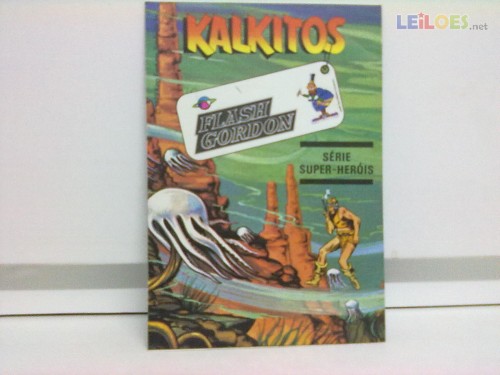 LEiLOES.net
KALKITOS
FLASH
GORDON
SÉRIE
SUPER-HERÓIS